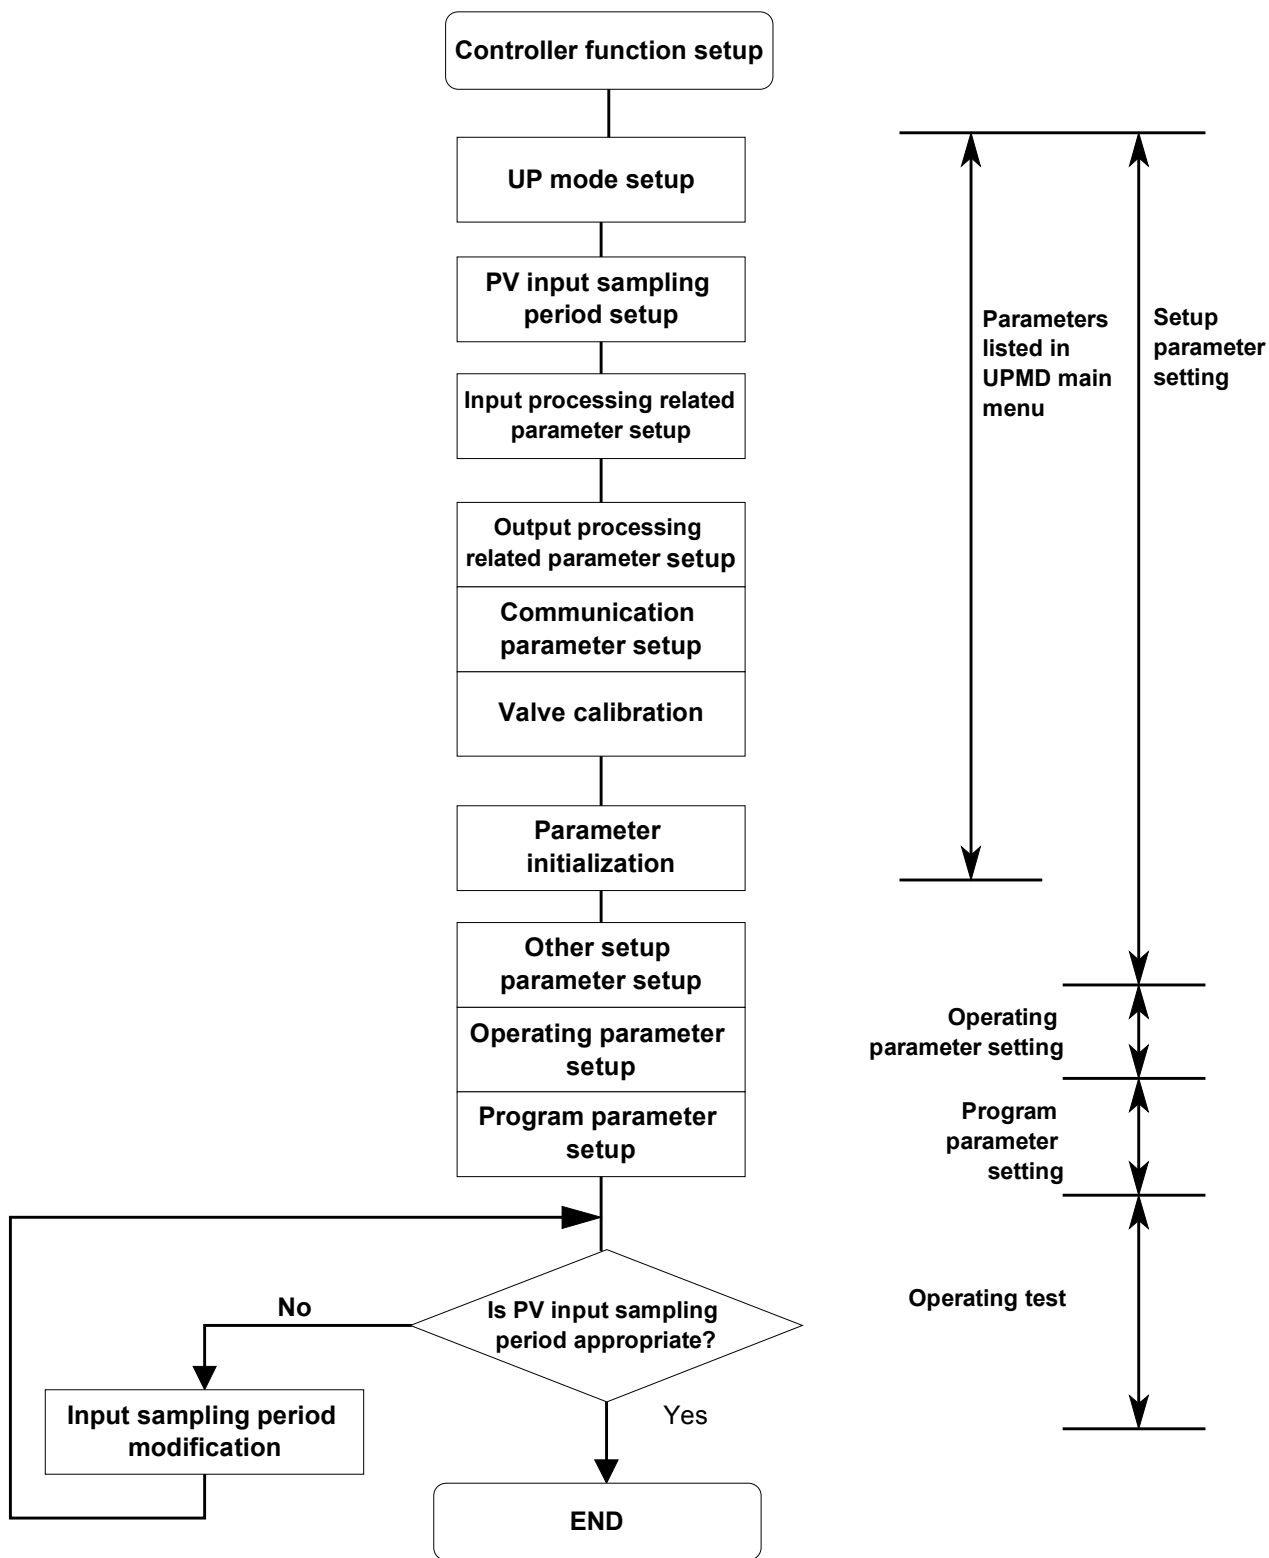 Controller function setup
UP mode setup
PV input sampling
period setup
Input processing related
parameter setup
Output processing
related parameter setup
Communication
parameter setup
Valve calibration
Parameter
initialization
Other setup
parameter setup
Operating parameter
setup
Program parameter
setup
Is PV input sampling
period appropriate?
No
Yes
Input sampling period
modification
END
Parameters
listed in
UPMD main
menu
Setup
parameter
setting
Operating
parameter setting
Program
parameter
setting
Operating test